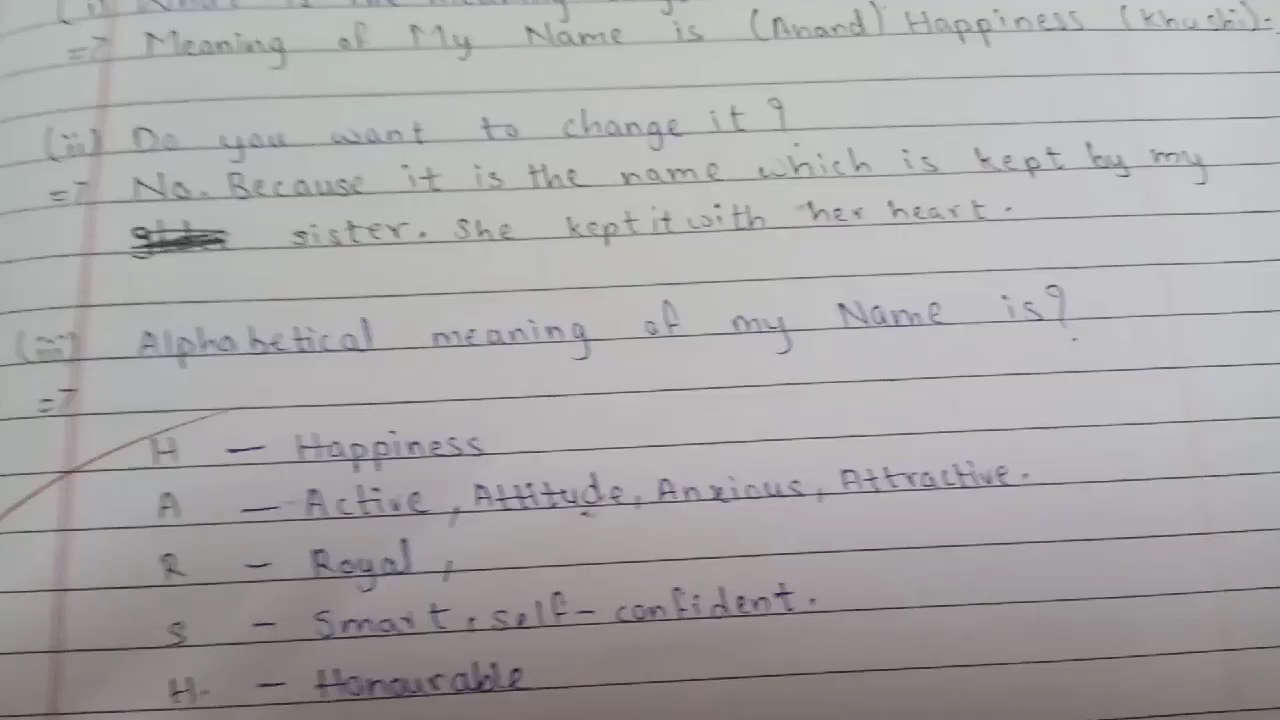 => Meaning of My Name is (Anand) Happiness (Khushi).
(ii) Do you want to change it ?
=> No. Because it is the name which is kept by my
sister. She kept it with her heart.
(iii) Alphabetical meaning of my Name is?
=>
H — Happiness
A — Active, Attitude, Anxious, Attractive.
R — Royal,
S — Smart, self-confident.
H. — Honourable